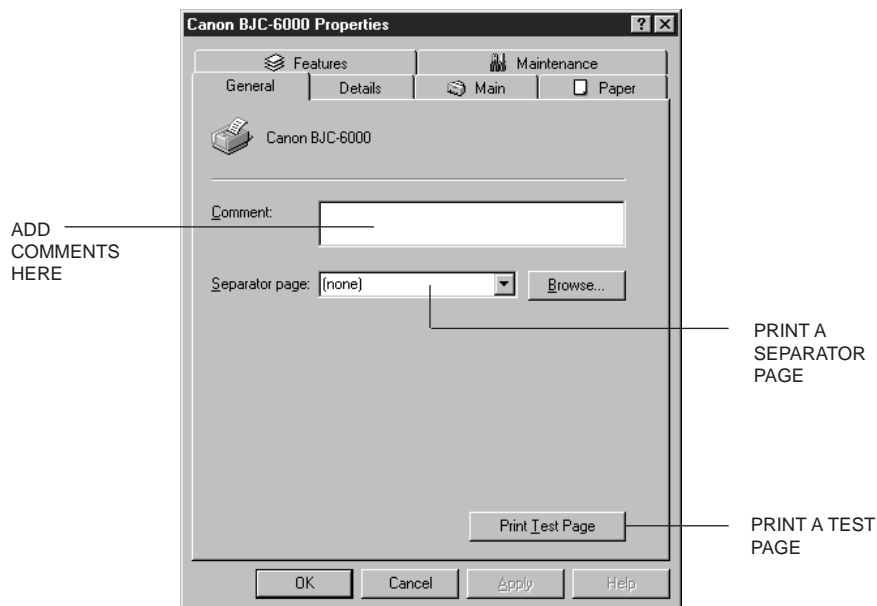 Canon BJC-6000 Properties
Features
Maintenance
General
Details
Main
Paper
Canon BJC-6000
Comment:
ADD
COMMENTS
HERE
Separator page:
(none)
Browse...
PRINT A
SEPARATOR
PAGE
Print Test Page
PRINT A TEST
PAGE
OK
Cancel
Apply
Help